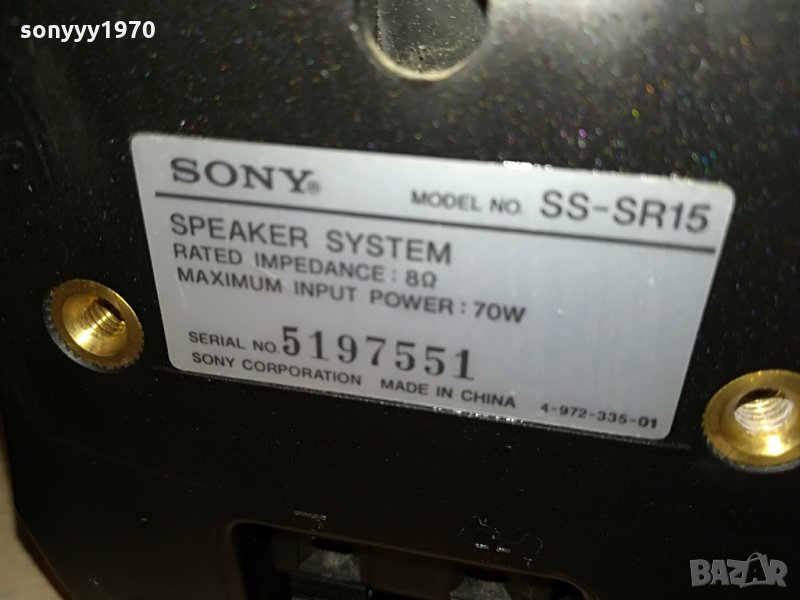 sonyyy1970
SONY®
MODEL NO. SS-SR15
SPEAKER SYSTEM
RATED IMPEDANCE : 8Ω
MAXIMUM INPUT POWER : 70W
SERIAL NO. 5197551
SONY CORPORATION MADE IN CHINA 4-972-335-01
BAZAR